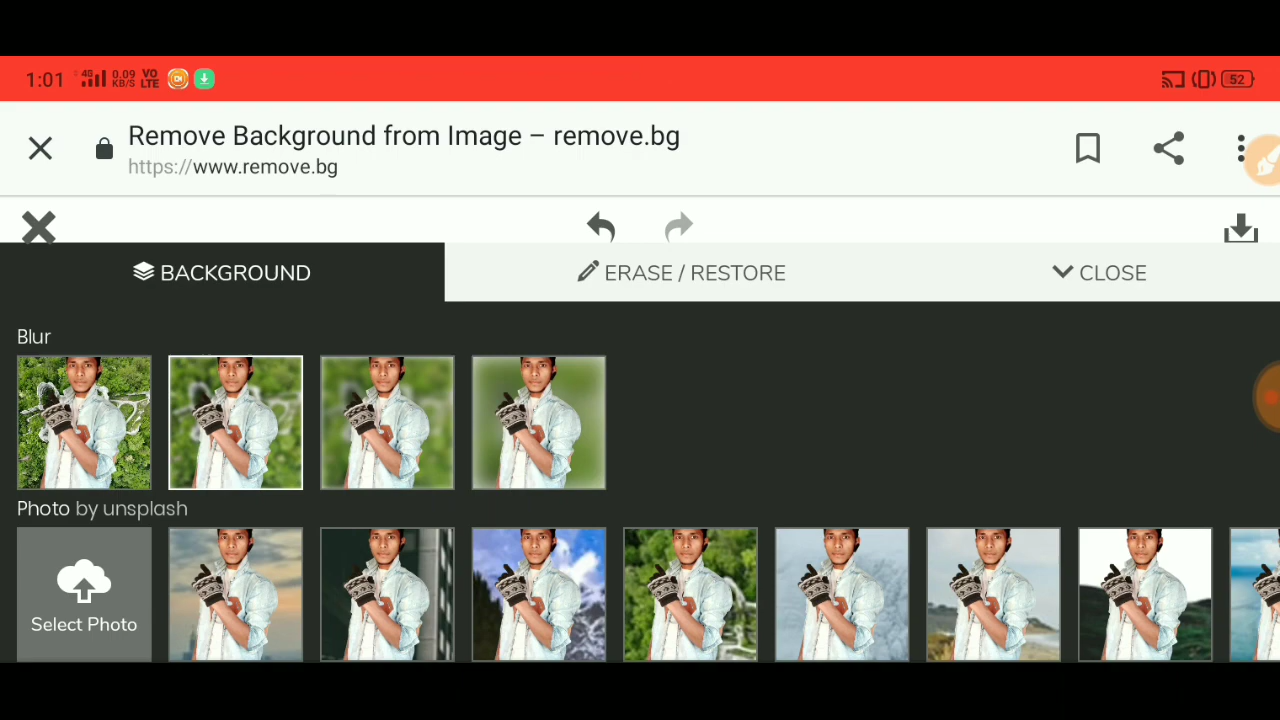 1:01 4G 0.09 KB/S VO LTE 52
Remove Background from Image – remove.bg
https://www.remove.bg
BACKGROUND ERASE / RESTORE CLOSE
Blur
Photo by unsplash
Select Photo